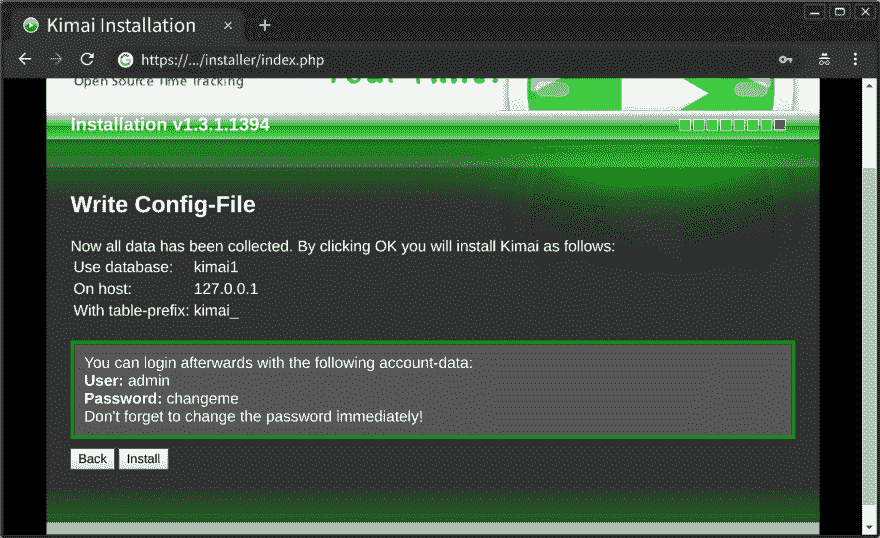 Kimai Installation
https://.../installer/index.php
Open Source Time Tracking
Installation v1.3.1.1394
Write Config-File
Now all data has been collected. By clicking OK you will install Kimai as follows:
Use database: kimai1
On host: 127.0.0.1
With table-prefix: kimai_
You can login afterwards with the following account-data:
User: admin
Password: changeme
Don't forget to change the password immediately!
Back Install